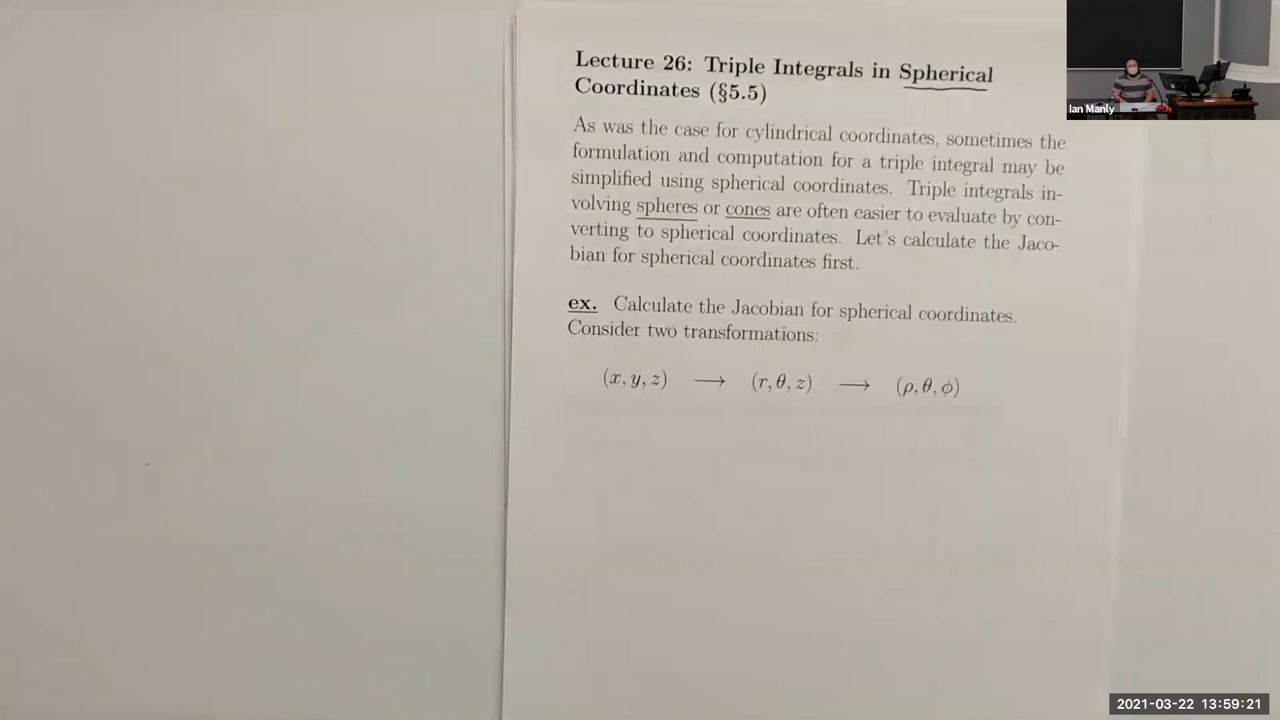 Lecture 26: Triple Integrals in Spherical
Coordinates (§5.5)
As was the case for cylindrical coordinates, sometimes the
formulation and computation for a triple integral may be
simplified using spherical coordinates. Triple integrals in-
volving spheres or cones are often easier to evaluate by con-
verting to spherical coordinates. Let's calculate the Jaco-
bian for spherical coordinates first.
ex. Calculate the Jacobian for spherical coordinates.
Consider two transformations:
(x, y, z) ⟶ (r, θ, z) ⟶ (ρ, θ, ϕ)
Ian Manly
2021-03-22 13:59:21